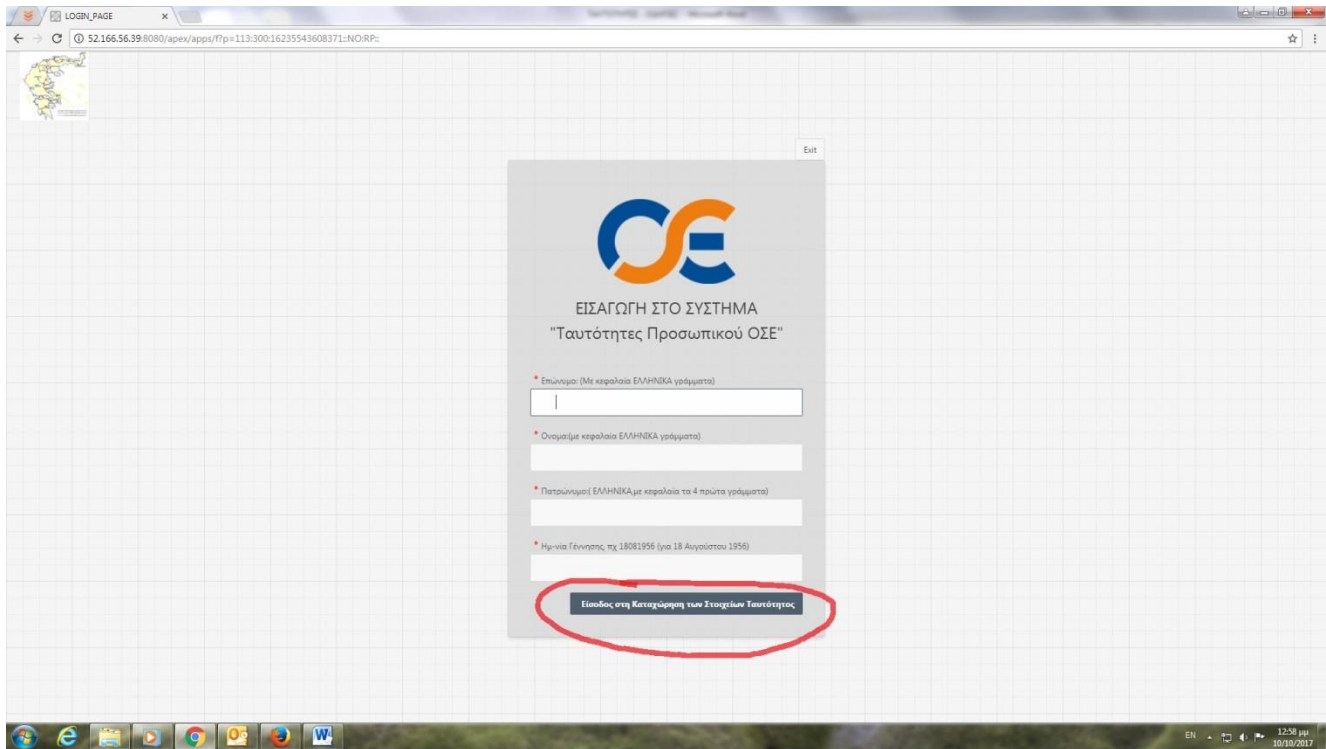 LOGIN_PAGE
52.166.56.39:8080/apex/apps/f?p=113:300:16235543608371::NO:RP::
Exit
ΟΣΕ
ΕΙΣΑΓΩΓΗ ΣΤΟ ΣΥΣΤΗΜΑ
"Ταυτότητες Προσωπικού ΟΣΕ"
* Επώνυμο: (Με κεφαλαία ΕΛΛΗΝΙΚΑ γράμματα)
* Ονομα:(με κεφαλαία ΕΛΛΗΝΙΚΑ γράμματα)
* Πατρώνυμο:( ΕΛΛΗΝΙΚΑ,με κεφαλαία τα 4 πρώτα γράμματα)
* Ημ-νία Γέννησης, πχ 18081956 (για 18 Αυγούστου 1956)
Είσοδος στη Καταχώρηση των Στοιχείων Ταυτότητος
EN
12:58 μμ
10/10/2017